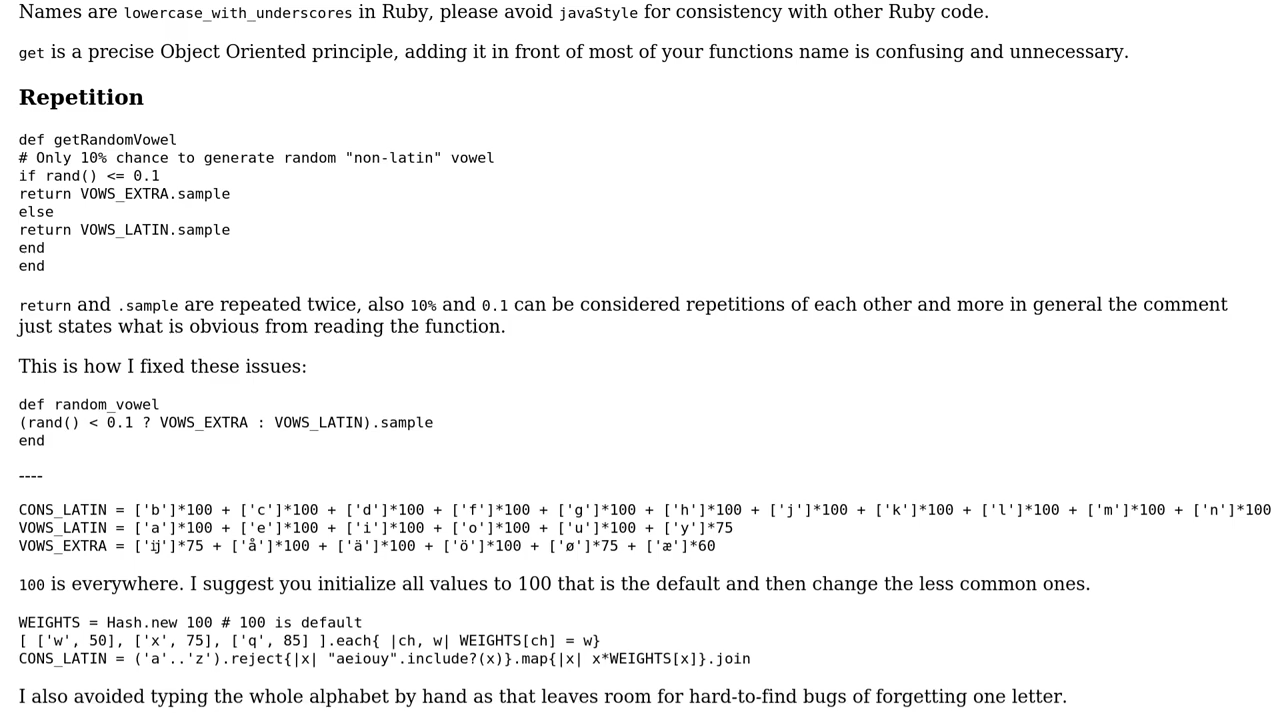 Names are lowercase_with_underscores in Ruby, please avoid javaStyle for consistency with other Ruby code.
get is a precise Object Oriented principle, adding it in front of most of your functions name is confusing and unnecessary.
Repetition
def getRandomVowel
# Only 10% chance to generate random "non-latin" vowel
if rand() <= 0.1
return VOWS_EXTRA.sample
else
return VOWS_LATIN.sample
end
end
return and .sample are repeated twice, also 10% and 0.1 can be considered repetitions of each other and more in general the comment
just states what is obvious from reading the function.
This is how I fixed these issues:
def random_vowel
(rand() < 0.1 ? VOWS_EXTRA : VOWS_LATIN).sample
end
----
CONS_LATIN = ['b']*100 + ['c']*100 + ['d']*100 + ['f']*100 + ['g']*100 + ['h']*100 + ['j']*100 + ['k']*100 + ['l']*100 + ['m']*100 + ['n']*100
VOWS_LATIN = ['a']*100 + ['e']*100 + ['i']*100 + ['o']*100 + ['u']*100 + ['y']*75
VOWS_EXTRA = ['ĳ']*75 + ['å']*100 + ['ä']*100 + ['ö']*100 + ['ø']*75 + ['æ']*60
100 is everywhere. I suggest you initialize all values to 100 that is the default and then change the less common ones.
WEIGHTS = Hash.new 100 # 100 is default
[ ['w', 50], ['x', 75], ['q', 85] ].each{ |ch, w| WEIGHTS[ch] = w}
CONS_LATIN = ('a'..'z').reject{|x| "aeiouy".include?(x)}.map{|x| x*WEIGHTS[x]}.join
I also avoided typing the whole alphabet by hand as that leaves room for hard-to-find bugs of forgetting one letter.